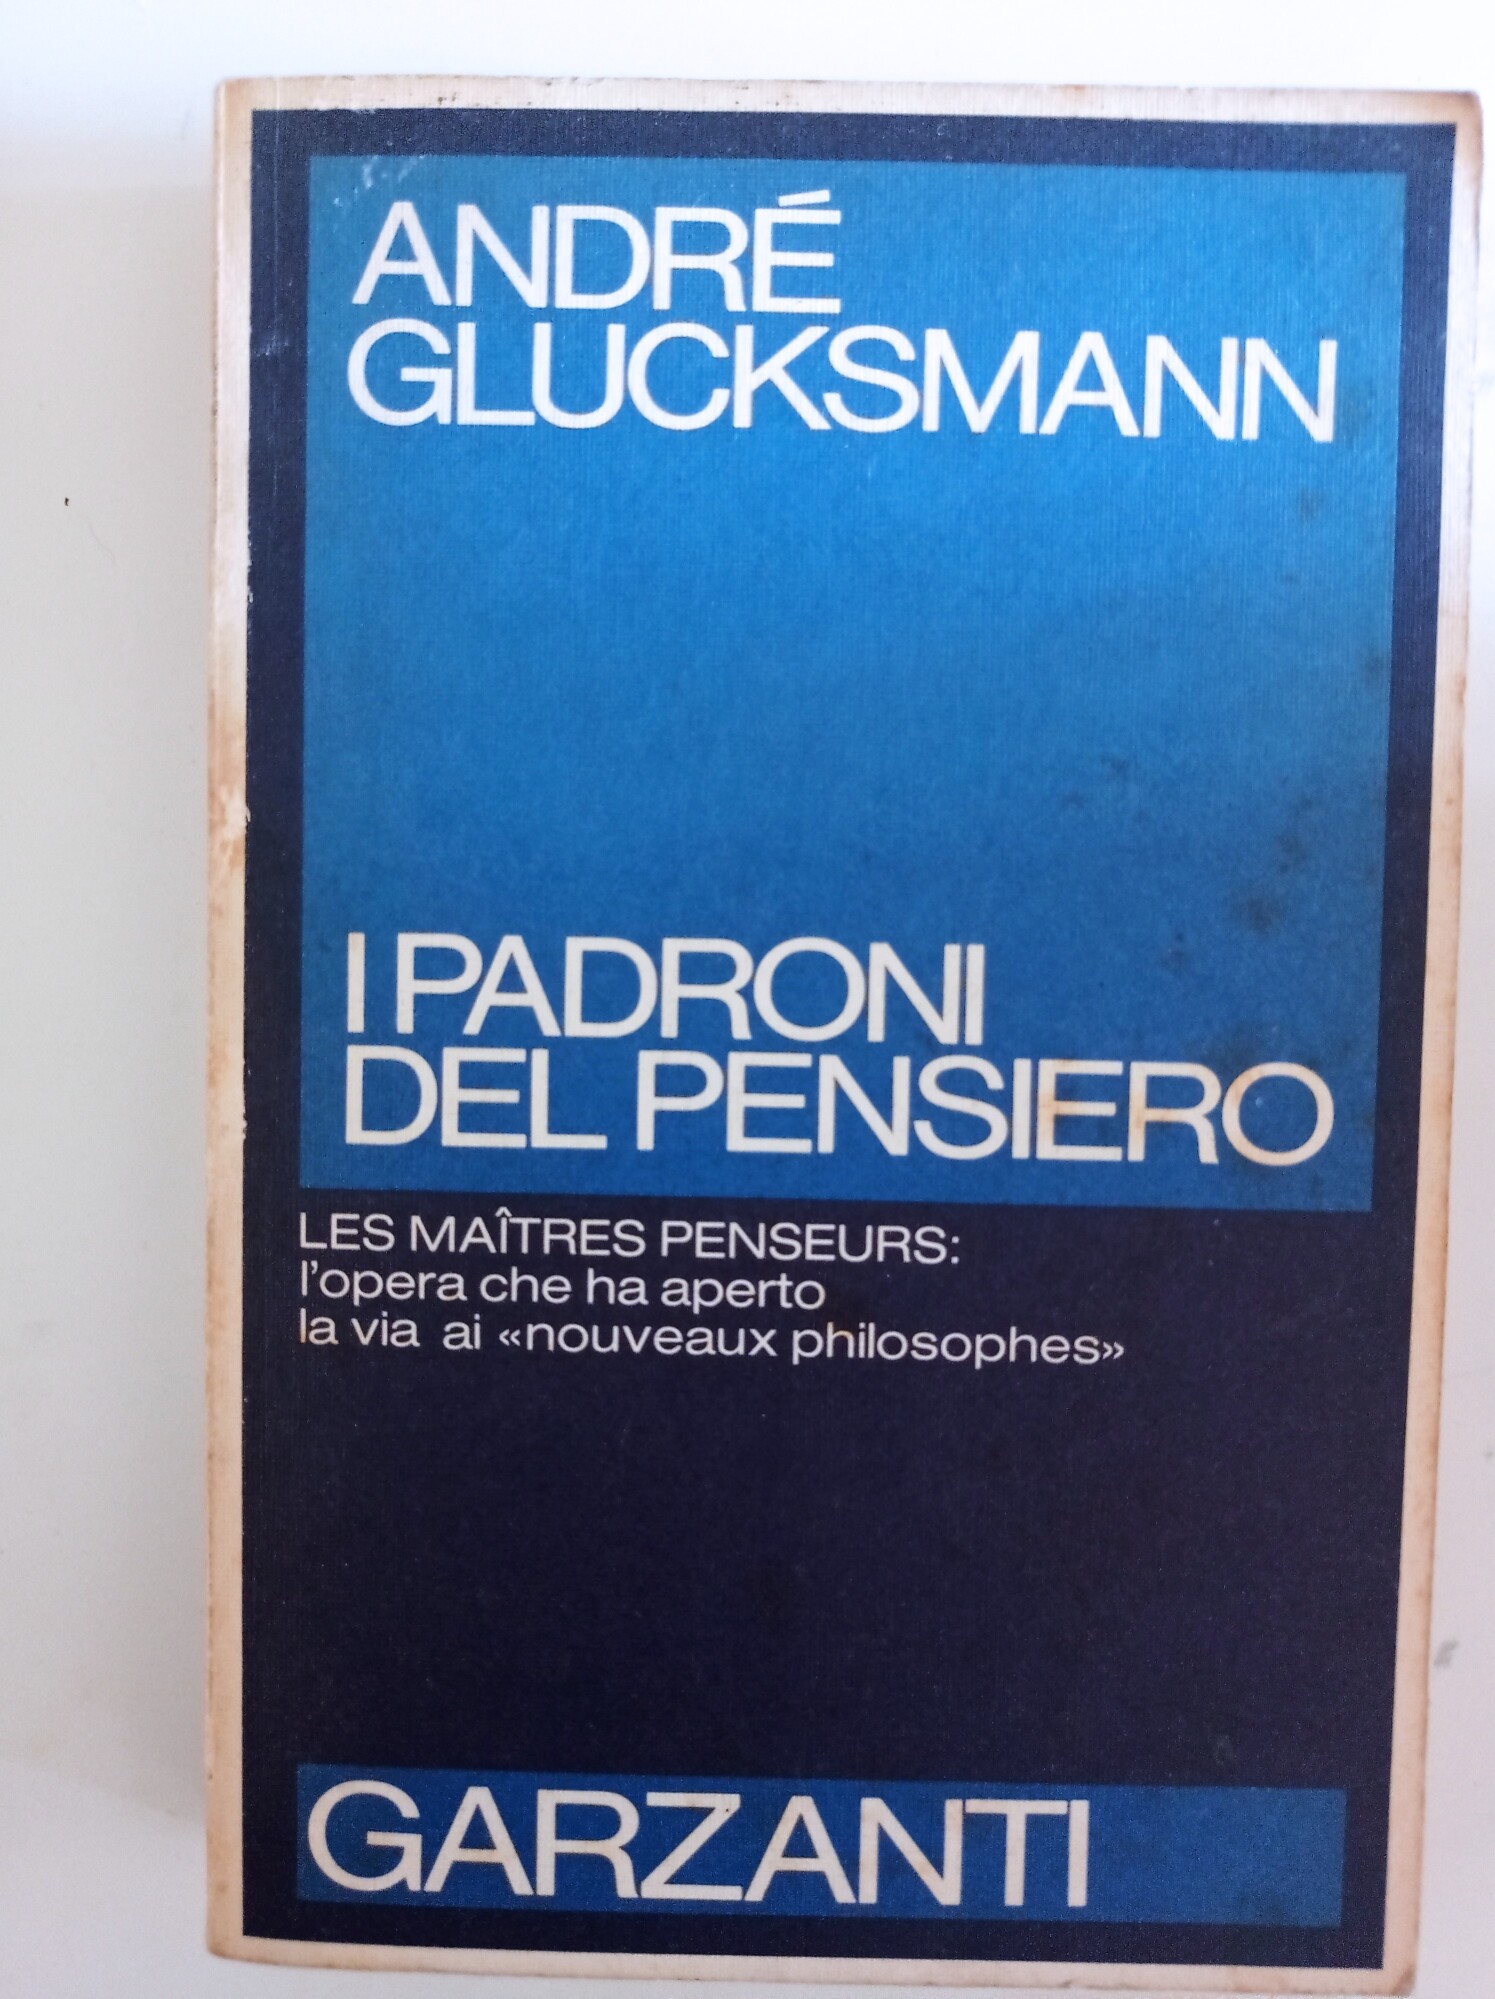 ANDRÉ
GLUCKSMANN
I PADRONI
DEL PENSIERO
LES MAÎTRES PENSEURS:
l'opera che ha aperto
la via ai «nouveaux philosophes»
GARZANTI